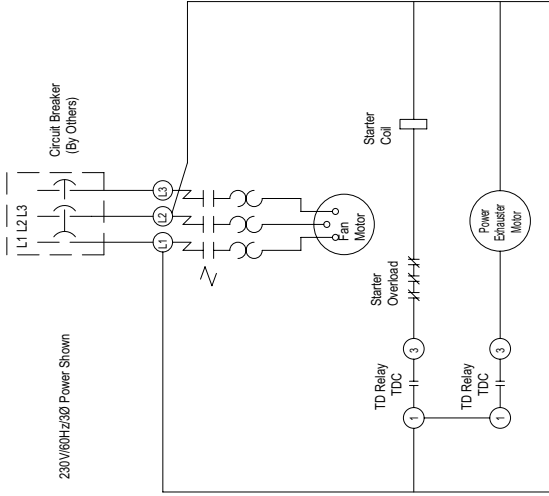 230V/60Hz/3Ø Power Shown
L1 L2 L3
Circuit Breaker
(By Others)
L1
L2
L3
Fan
Motor
TD Relay
TDC
1
3
Starter
Overload
Starter
Coil
TD Relay
TDC
1
3
Power
Exhauster
Motor